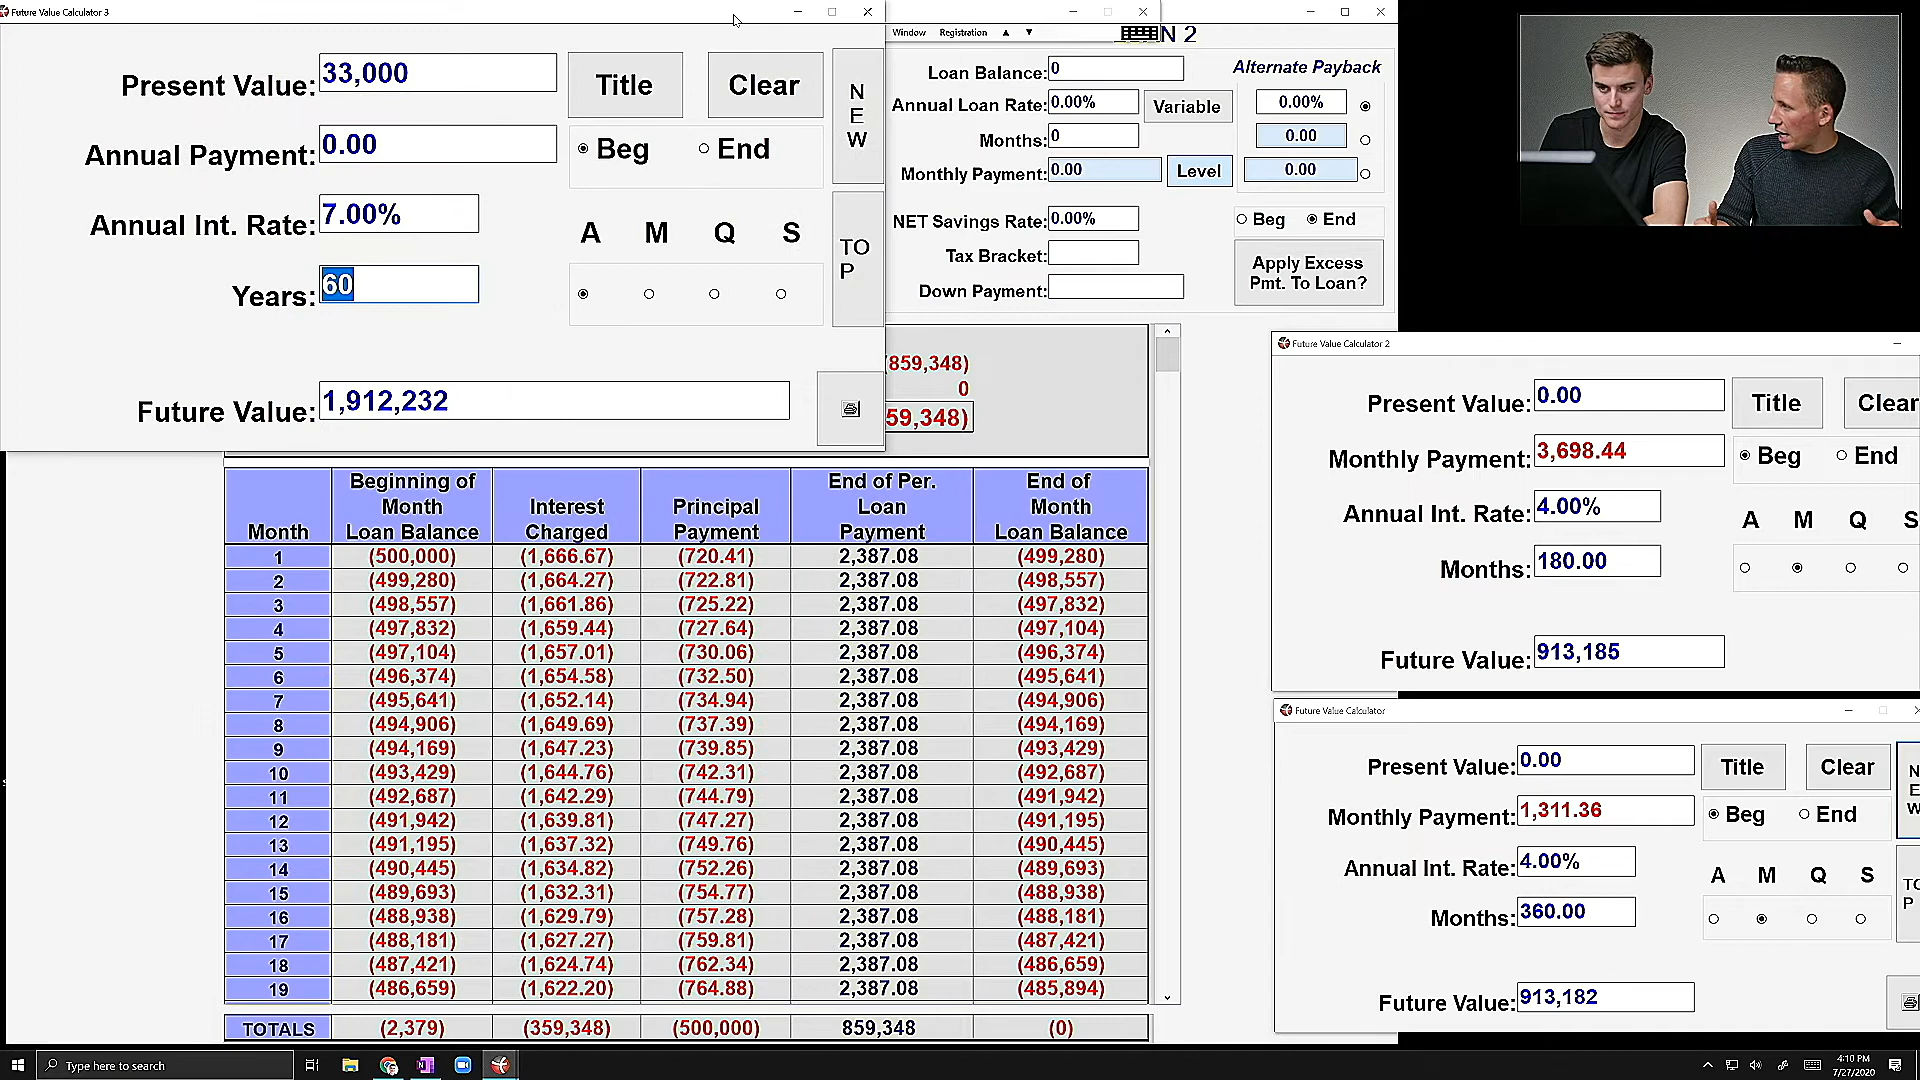 Future Value Calculator 3
Present Value: 33,000
Title
Clear
NEW
Annual Payment: 0.00
Beg
End
Annual Int. Rate: 7.00%
A M Q S
TOP
Years: 60
Future Value: 1,912,232
Window Registration
N 2
Loan Balance: 0
Alternate Payback
Annual Loan Rate: 0.00%
Variable
0.00%
Months: 0
0.00
Monthly Payment: 0.00
Level
0.00
NET Savings Rate: 0.00%
Beg
End
Tax Bracket:
Apply Excess
Pmt. To Loan?
Down Payment:
(859,348)
0
59,348)
Month
Beginning of
Month
Loan Balance
Interest
Charged
Principal
Payment
End of Per.
Loan
Payment
End of
Month
Loan Balance
1 (500,000) (1,666.67) (720.41) 2,387.08 (499,280)
2 (499,280) (1,664.27) (722.81) 2,387.08 (498,557)
3 (498,557) (1,661.86) (725.22) 2,387.08 (497,832)
4 (497,832) (1,659.44) (727.64) 2,387.08 (497,104)
5 (497,104) (1,657.01) (730.06) 2,387.08 (496,374)
6 (496,374) (1,654.58) (732.50) 2,387.08 (495,641)
7 (495,641) (1,652.14) (734.94) 2,387.08 (494,906)
8 (494,906) (1,649.69) (737.39) 2,387.08 (494,169)
9 (494,169) (1,647.23) (739.85) 2,387.08 (493,429)
10 (493,429) (1,644.76) (742.31) 2,387.08 (492,687)
11 (492,687) (1,642.29) (744.79) 2,387.08 (491,942)
12 (491,942) (1,639.81) (747.27) 2,387.08 (491,195)
13 (491,195) (1,637.32) (749.76) 2,387.08 (490,445)
14 (490,445) (1,634.82) (752.26) 2,387.08 (489,693)
15 (489,693) (1,632.31) (754.77) 2,387.08 (488,938)
16 (488,938) (1,629.79) (757.28) 2,387.08 (488,181)
17 (488,181) (1,627.27) (759.81) 2,387.08 (487,421)
18 (487,421) (1,624.74) (762.34) 2,387.08 (486,659)
19 (486,659) (1,622.20) (764.88) 2,387.08 (485,894)
TOTALS (2,379) (359,348) (500,000) 859,348 (0)
Future Value Calculator 2
Present Value: 0.00
Title
Clear
Monthly Payment: 3,698.44
Beg
End
Annual Int. Rate: 4.00%
A M Q S
Months: 180.00
Future Value: 913,185
Future Value Calculator
Present Value: 0.00
Title
Clear
NEW
Monthly Payment: 1,311.36
Beg
End
Annual Int. Rate: 4.00%
A M Q S
TOP
Months: 360.00
Future Value: 913,182
Type here to search
4:10 PM
7/27/2020